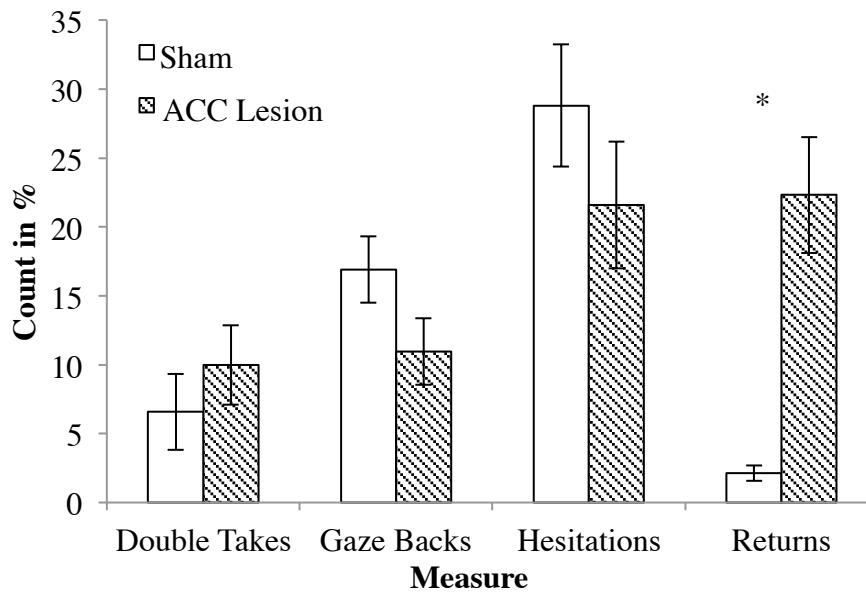 35
30
25
20
15
10
5
0
Count in %
Sham
ACC Lesion
*
Double Takes
Gaze Backs
Hesitations
Returns
Measure